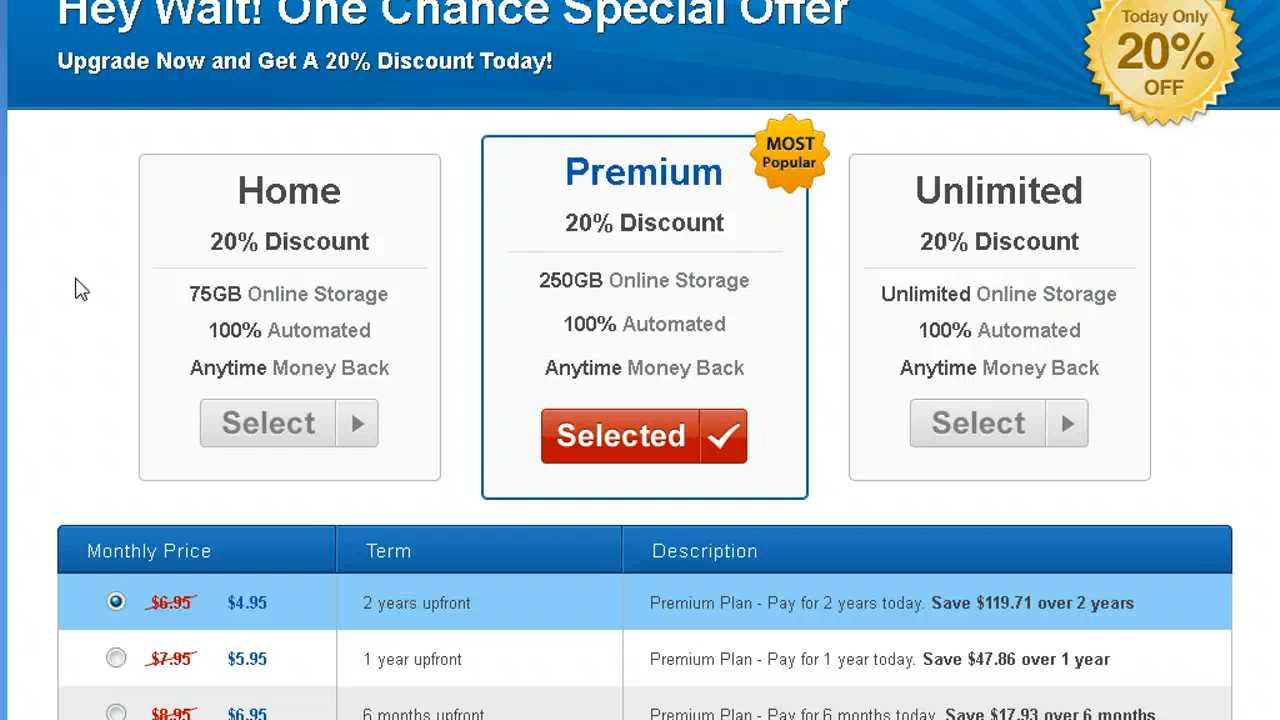 Hey Wait! One Chance Special Offer
Upgrade Now and Get A 20% Discount Today!
Today Only
20%
OFF
Home
20% Discount
75GB Online Storage
100% Automated
Anytime Money Back
Select
MOST
Popular
Premium
20% Discount
250GB Online Storage
100% Automated
Anytime Money Back
Selected
Unlimited
20% Discount
Unlimited Online Storage
100% Automated
Anytime Money Back
Select
Monthly Price Term Description
$6.95 $4.95 2 years upfront Premium Plan - Pay for 2 years today. Save $119.71 over 2 years
$7.95 $5.95 1 year upfront Premium Plan - Pay for 1 year today. Save $47.86 over 1 year
$8.95 $6.95 6 months upfront Premium Plan - Pay for 6 months today. Save $17.93 over 6 months